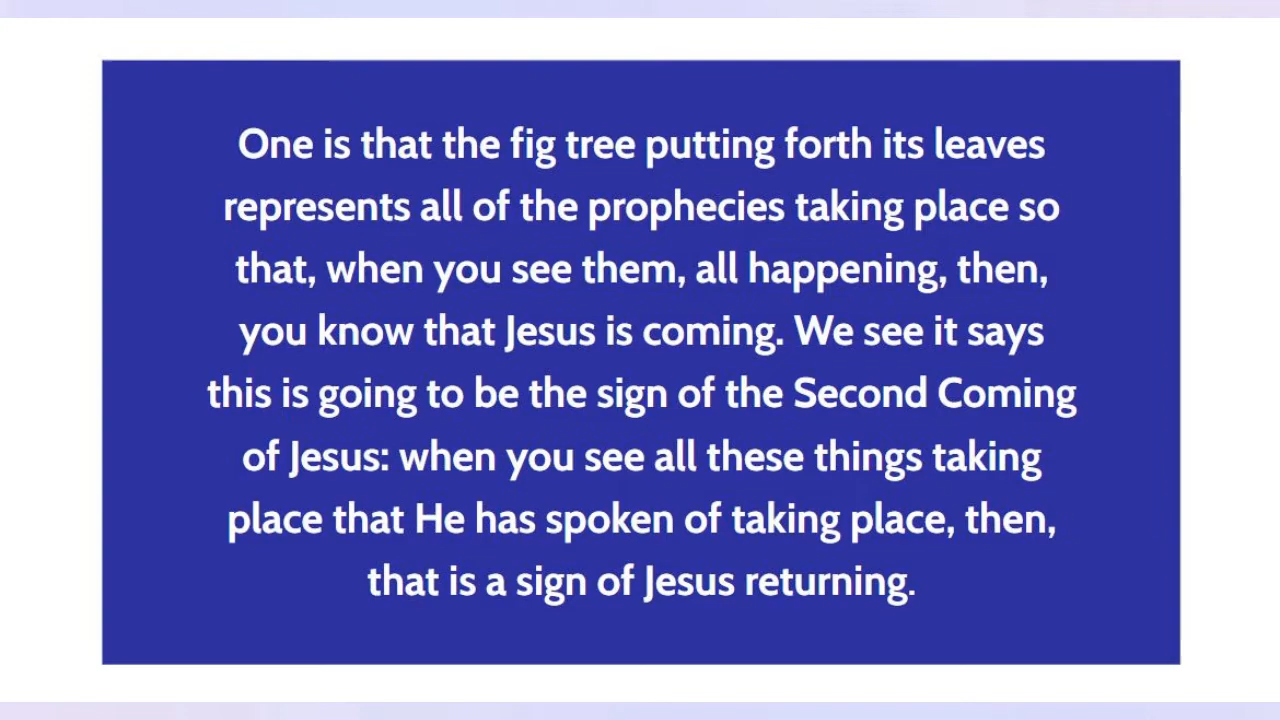 One is that the fig tree putting forth its leaves
represents all of the prophecies taking place so
that, when you see them, all happening, then,
you know that Jesus is coming. We see it says
this is going to be the sign of the Second Coming
of Jesus: when you see all these things taking
place that He has spoken of taking place, then,
that is a sign of Jesus returning.